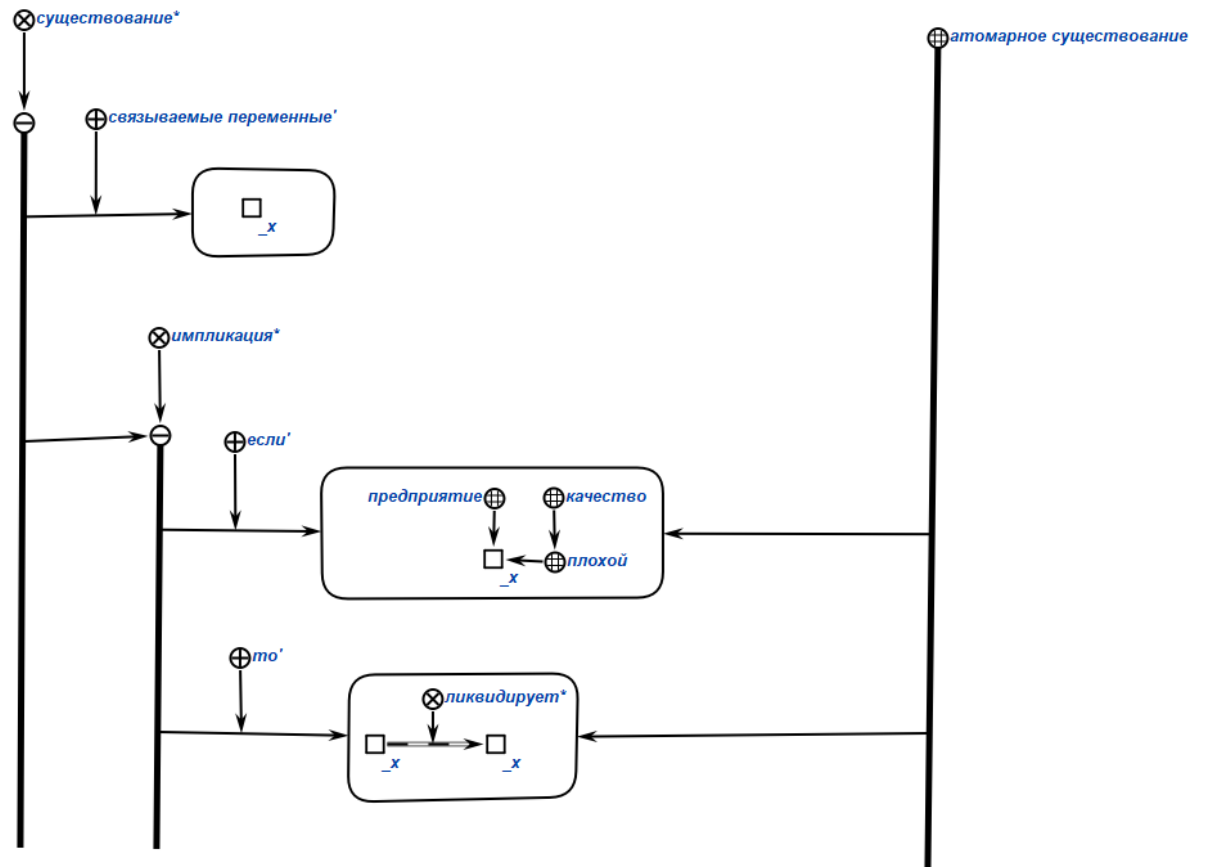 существование*
атомарное существование
связываемые переменные'
_x
импликация*
если'
предприятие
качество
плохой
_x
то'
ликвидирует*
_x
_x